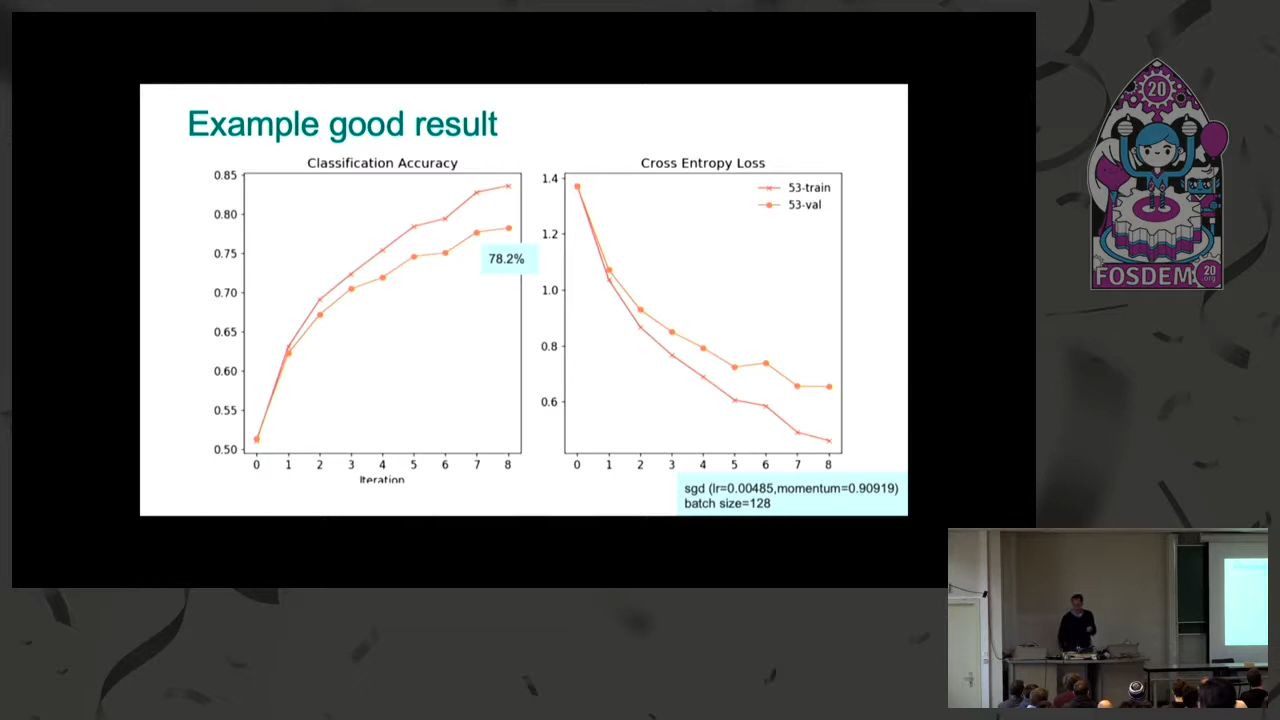 Example good result
Classification Accuracy
0.85
0.80
0.75
0.70
0.65
0.60
0.55
0.50
0 1 2 3 4 5 6 7 8
Iteration
78.2%
Cross Entropy Loss
1.4
1.2
1.0
0.8
0.6
0 1 2 3 4 5 6 7 8
53-train
53-val
sgd (lr=0.00485,momentum=0.90919)
batch size=128
20
FOSDEM 20
.org